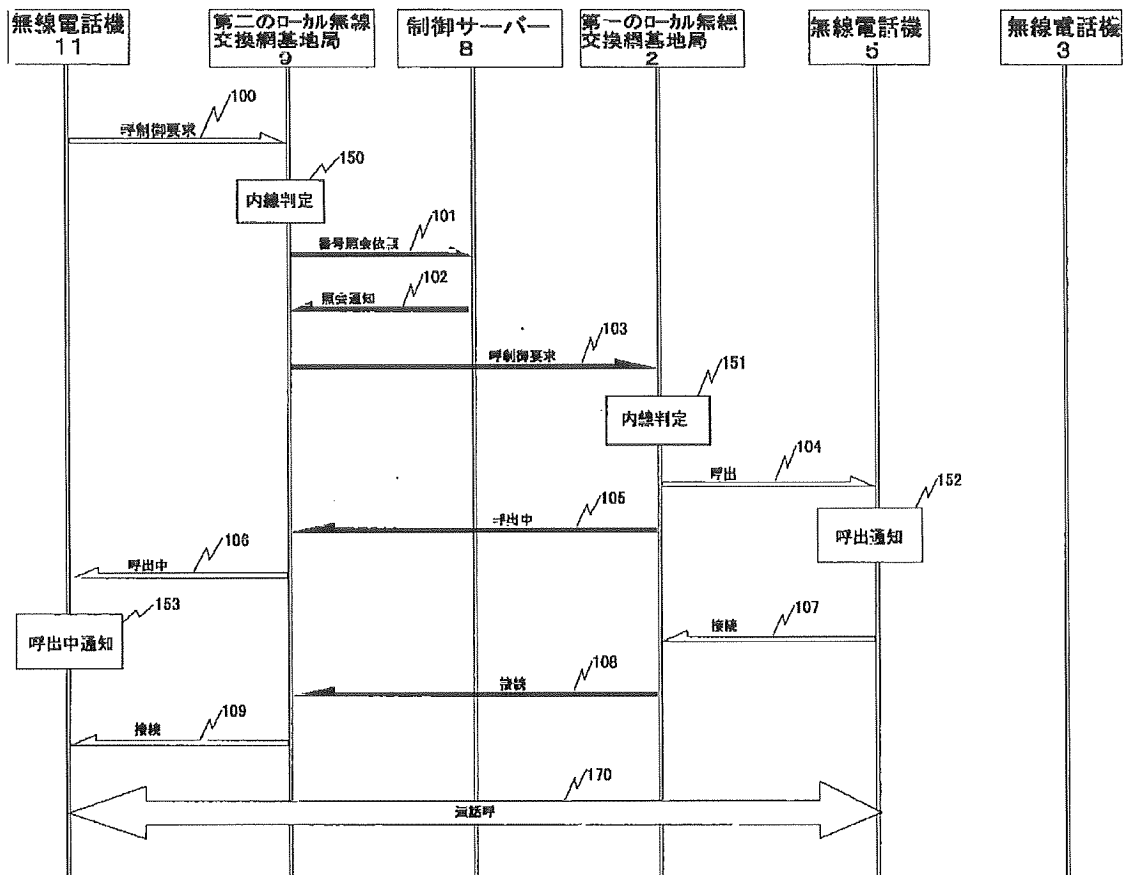 無線電話機
11
第二のローカル無線
交換網基地局
9
制御サーバー
8
第一のローカル無線
交換網基地局
2
無線電話機
5
無線電話機
3
100
呼制御要求
150
内線判定
101
番号照会依頼
102
照会通知
103
呼制御要求
151
内線判定
104
呼出
152
呼出通知
105
呼出中
106
呼出中
153
呼出中通知
107
接続
108
接続
109
接続
170
通話呼